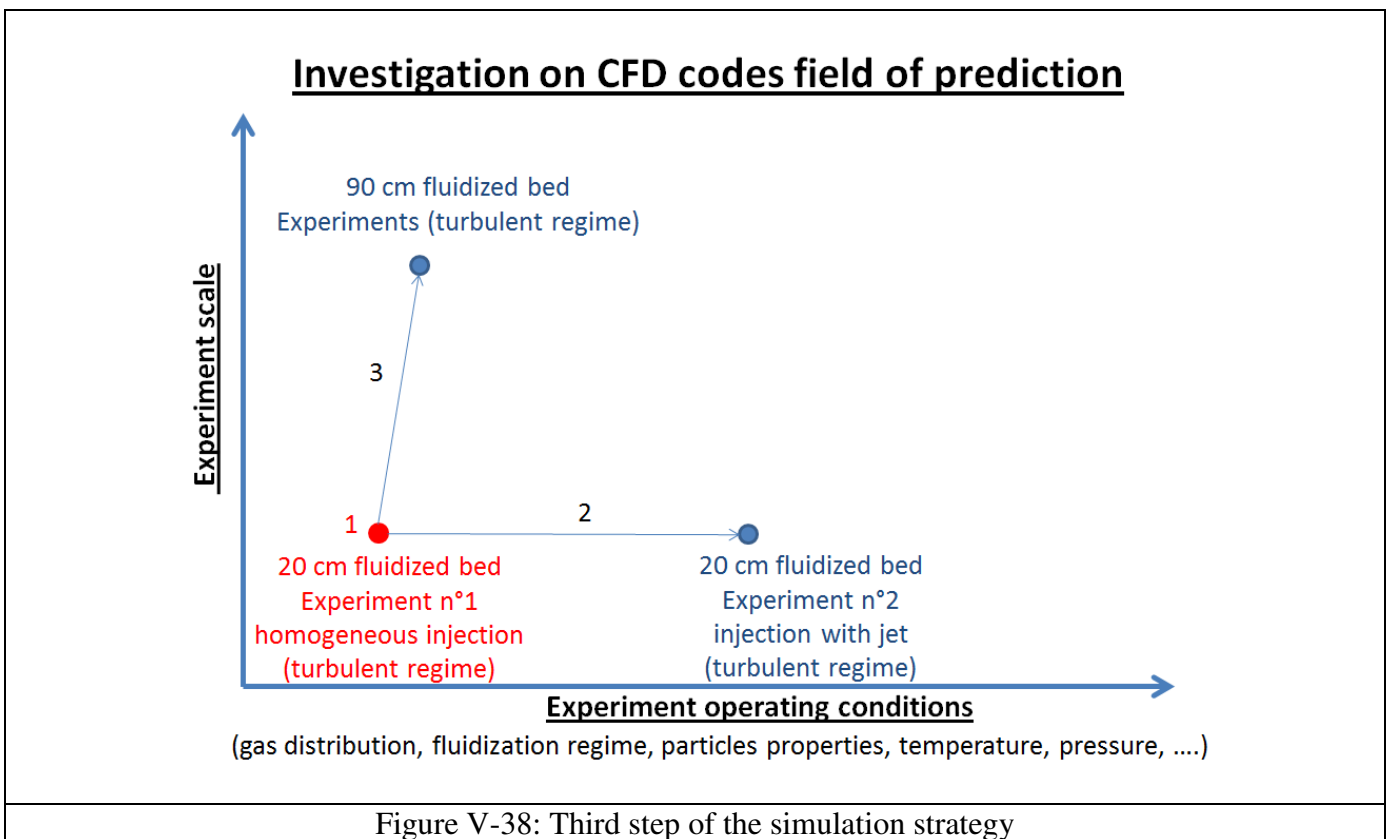 Investigation on CFD codes field of prediction
90 cm fluidized bed
Experiments (turbulent regime)
Experiment scale
3
2
1
20 cm fluidized bed
Experiment n°1
homogeneous injection
(turbulent regime)
20 cm fluidized bed
Experiment n°2
injection with jet
(turbulent regime)
Experiment operating conditions
(gas distribution, fluidization regime, particles properties, temperature, pressure, ….)
Figure V-38: Third step of the simulation strategy